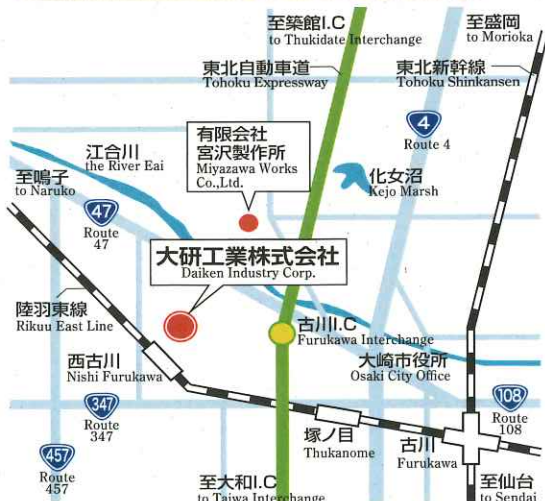 至築館I.C
to Thukidate Interchange
至盛岡
to Morioka
東北自動車道
Tohoku Expressway
東北新幹線
Tohoku Shinkansen
4
Route 4
有限会社
宮沢製作所
Miyazawa Works
Co.,Ltd.
江合川
the River Eai
至鳴子
to Naruko
化女沼
Kejo Marsh
47
Route
47
大研工業株式会社
Daiken Industry Corp.
陸羽東線
Rikuu East Line
古川I.C
Furukawa Interchange
西古川
Nishi Furukawa
大崎市役所
Osaki City Office
347
Route
347
108
Route
108
塚ノ目
Thukanome
古川
Furukawa
457
Route
457
至大和I.C
to Taiwa Interchange
至仙台
to Sendai